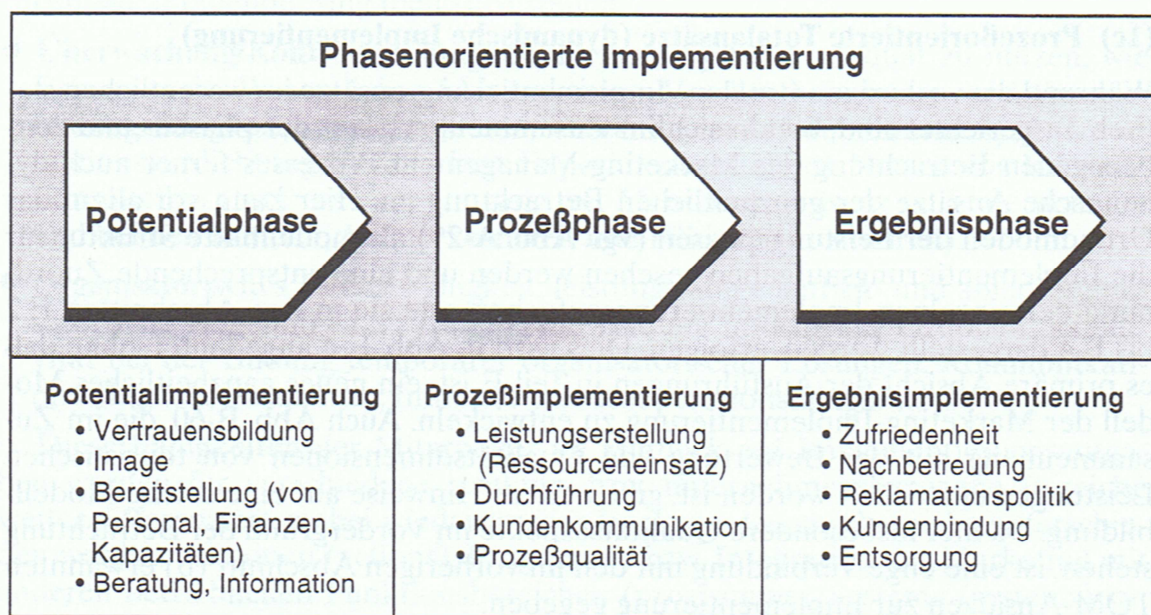 Phasenorientierte Implementierung
Potentialphase
Prozeßphase
Ergebnisphase
Potentialimplementierung
• Vertrauensbildung
• Image
• Bereitstellung (von
Personal, Finanzen,
Kapazitäten)
• Beratung, Information
Prozeßimplementierung
• Leistungserstellung
(Ressourceneinsatz)
• Durchführung
• Kundenkommunikation
• Prozeßqualität
Ergebnisimplementierung
• Zufriedenheit
• Nachbetreuung
• Reklamationspolitik
• Kundenbindung
• Entsorgung